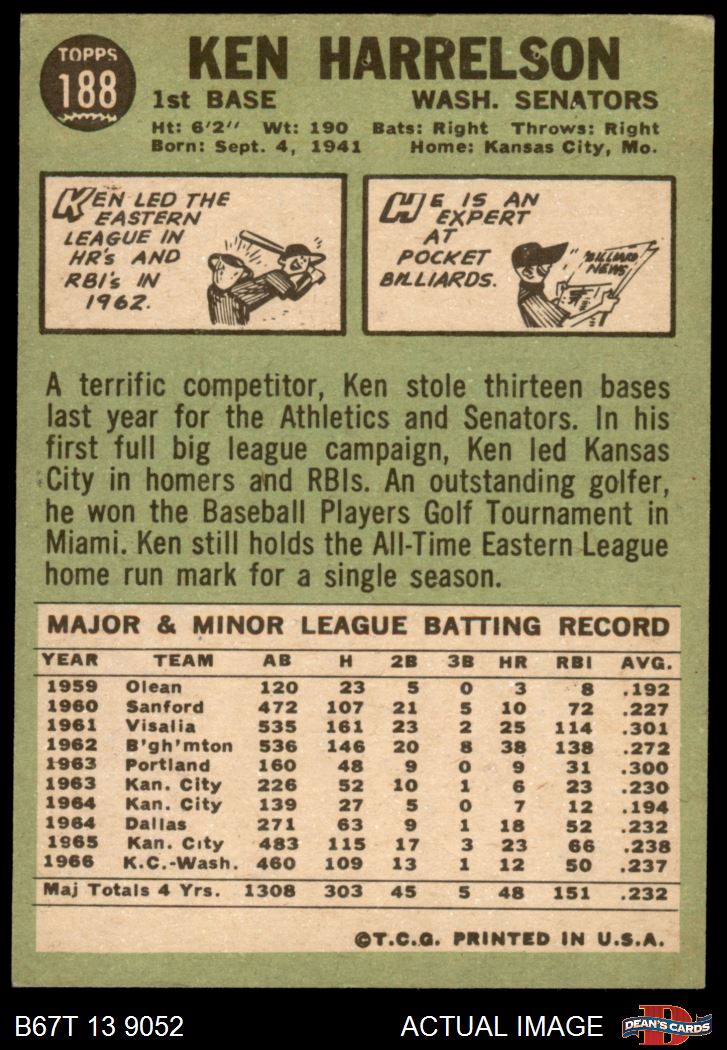 TOPPS
188
KEN HARRELSON
1st BASE WASH. SENATORS
Ht: 6'2" Wt: 190 Bats: Right Throws: Right
Born: Sept. 4, 1941 Home: Kansas City, Mo.
KEN LED THE
EASTERN
LEAGUE IN
HR's AND
RBI's IN
1962.
HE IS AN
EXPERT
AT
POCKET
BILLIARDS.
BILLIARD
NEWS
A terrific competitor, Ken stole thirteen bases
last year for the Athletics and Senators. In his
first full big league campaign, Ken led Kansas
City in homers and RBIs. An outstanding golfer,
he won the Baseball Players Golf Tournament in
Miami. Ken still holds the All-Time Eastern League
home run mark for a single season.
MAJOR & MINOR LEAGUE BATTING RECORD
YEAR TEAM AB H 2B 3B HR RBI AVG.
1959 Olean 120 23 5 0 3 8 .192
1960 Sanford 472 107 21 5 10 72 .227
1961 Visalia 535 161 23 2 25 114 .301
1962 B'gh'mton 536 146 20 8 38 138 .272
1963 Portland 160 48 9 0 9 31 .300
1963 Kan. City 226 52 10 1 6 23 .230
1964 Kan. City 139 27 5 0 7 12 .194
1964 Dallas 271 63 9 1 18 52 .232
1965 Kan. City 483 115 17 3 23 66 .238
1966 K.C.-Wash. 460 109 13 1 12 50 .237
Maj Totals 4 Yrs. 1308 303 45 5 48 151 .232
©T.C.G. PRINTED IN U.S.A.
B67T 13 9052 ACTUAL IMAGE
D
DEAN'S CARDS